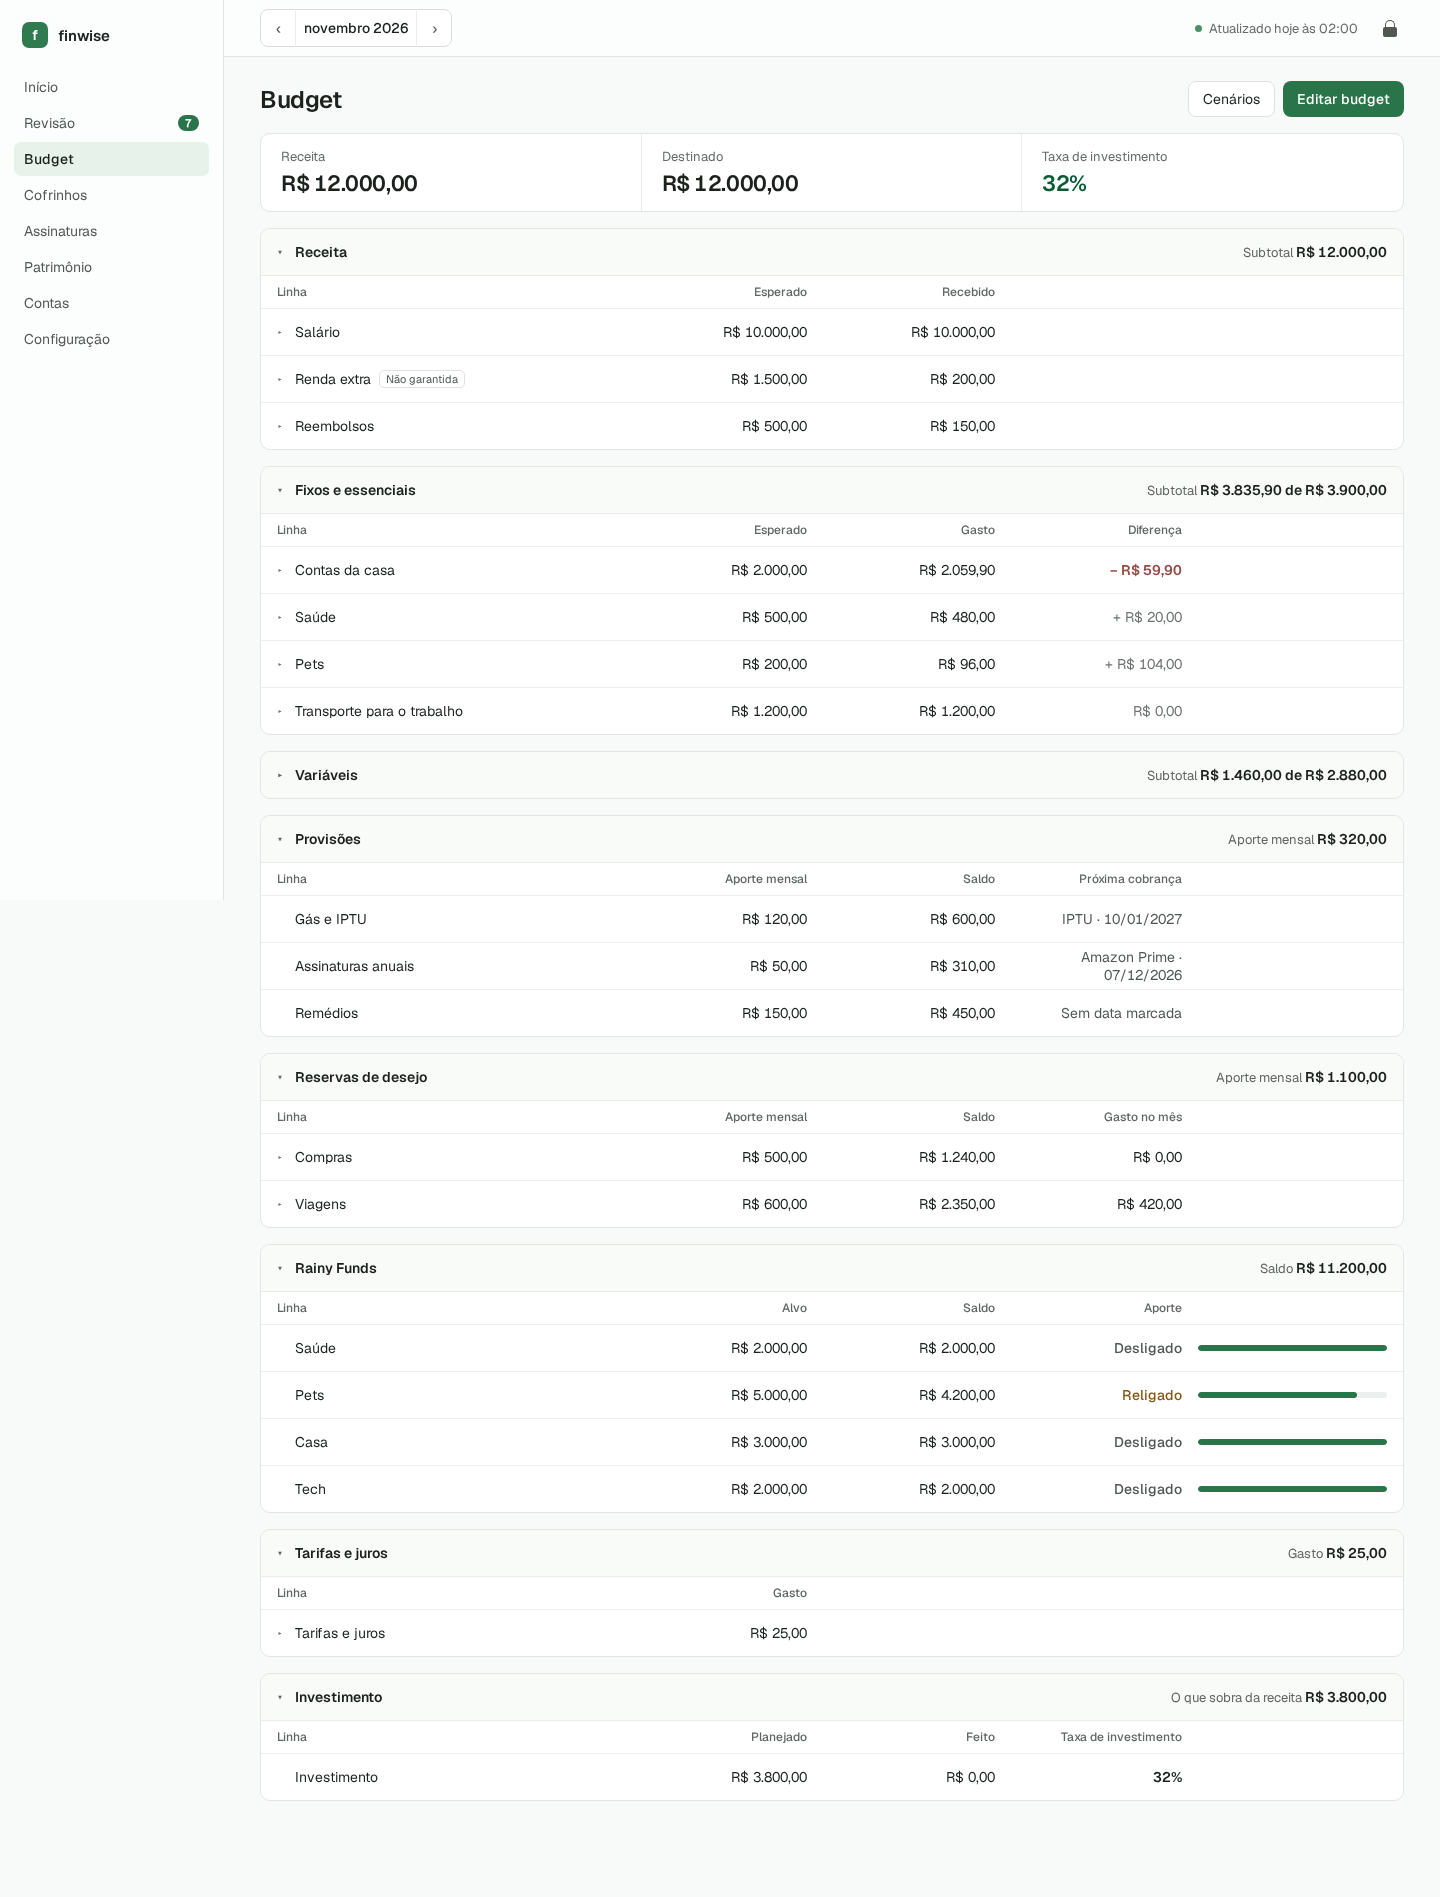 f finwise
Início
Revisão 7
Budget
Cofrinhos
Assinaturas
Patrimônio
Contas
Configuração
‹ novembro 2026 ›
Atualizado hoje às 02:00
Budget
Cenários
Editar budget
Receita
R$ 12.000,00
Destinado
R$ 12.000,00
Taxa de investimento
32%
Receita Subtotal R$ 12.000,00
Linha Esperado Recebido
Salário R$ 10.000,00 R$ 10.000,00
Renda extra Não garantida R$ 1.500,00 R$ 200,00
Reembolsos R$ 500,00 R$ 150,00
Fixos e essenciais Subtotal R$ 3.835,90 de R$ 3.900,00
Linha Esperado Gasto Diferença
Contas da casa R$ 2.000,00 R$ 2.059,90 – R$ 59,90
Saúde R$ 500,00 R$ 480,00 + R$ 20,00
Pets R$ 200,00 R$ 96,00 + R$ 104,00
Transporte para o trabalho R$ 1.200,00 R$ 1.200,00 R$ 0,00
Variáveis Subtotal R$ 1.460,00 de R$ 2.880,00
Provisões Aporte mensal R$ 320,00
Linha Aporte mensal Saldo Próxima cobrança
Gás e IPTU R$ 120,00 R$ 600,00 IPTU · 10/01/2027
Assinaturas anuais R$ 50,00 R$ 310,00 Amazon Prime ·
07/12/2026
Remédios R$ 150,00 R$ 450,00 Sem data marcada
Reservas de desejo Aporte mensal R$ 1.100,00
Linha Aporte mensal Saldo Gasto no mês
Compras R$ 500,00 R$ 1.240,00 R$ 0,00
Viagens R$ 600,00 R$ 2.350,00 R$ 420,00
Rainy Funds Saldo R$ 11.200,00
Linha Alvo Saldo Aporte
Saúde R$ 2.000,00 R$ 2.000,00 Desligado
Pets R$ 5.000,00 R$ 4.200,00 Religado
Casa R$ 3.000,00 R$ 3.000,00 Desligado
Tech R$ 2.000,00 R$ 2.000,00 Desligado
Tarifas e juros Gasto R$ 25,00
Linha Gasto
Tarifas e juros R$ 25,00
Investimento O que sobra da receita R$ 3.800,00
Linha Planejado Feito Taxa de investimento
Investimento R$ 3.800,00 R$ 0,00 32%